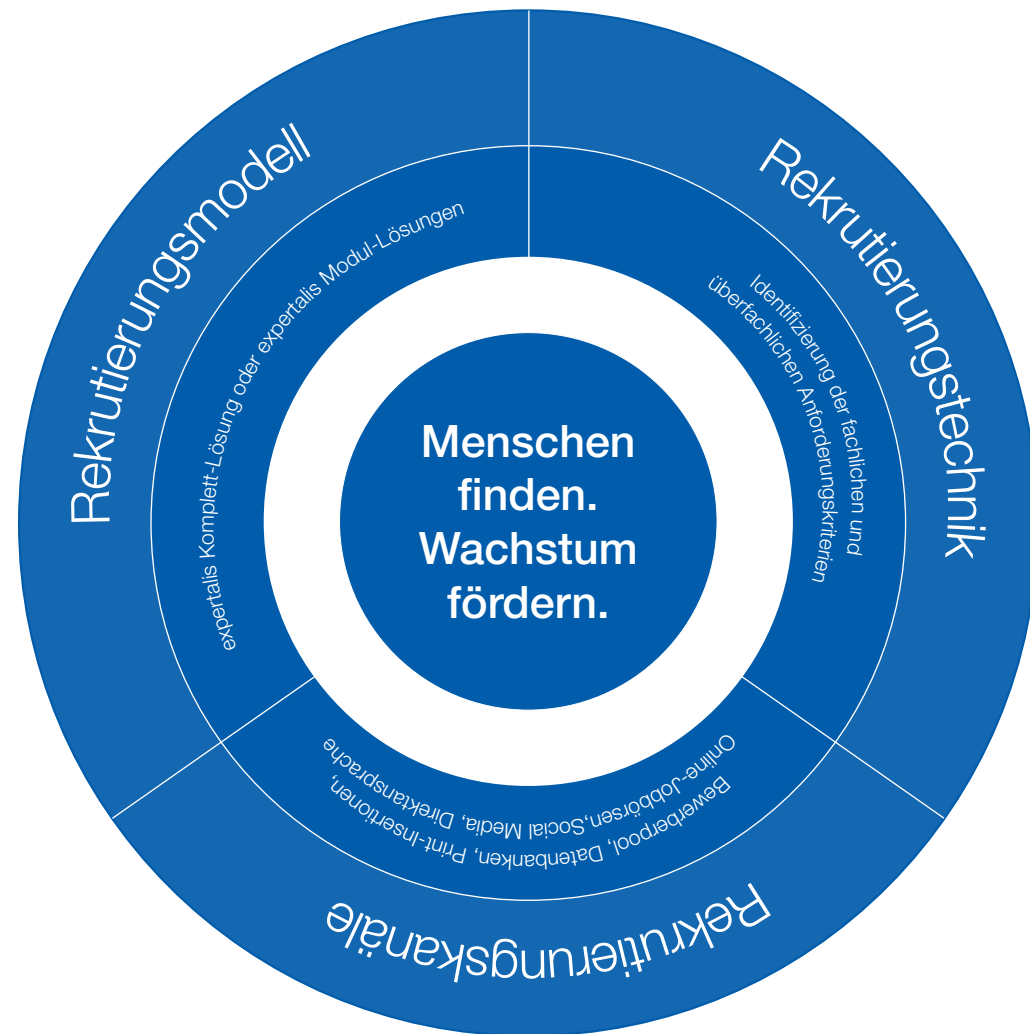 Rekrutierungsmodell
expertalis Komplett-Lösung oder expertalis Modul-Lösungen
Rekrutierungstechnik
Identifizierung der fachlichen und
überfachlichen Anforderungskriterien
Menschen
finden.
Wachstum
fördern.
Rekrutierungskanäle
Bewerberpool, Datenbanken, Print-Insertionen,
Online-Jobbörsen,Social Media, Direktansprache